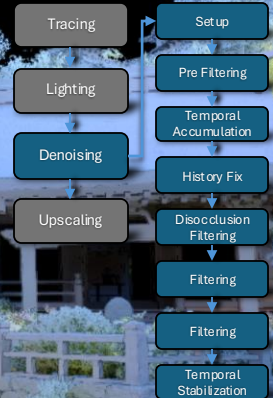 Tracing
Lighting
Denoising
Upscaling
Setup
Pre Filtering
Temporal
Accumulation
History Fix
Disocclusion
Filtering
Filtering
Filtering
Temporal
Stabilization